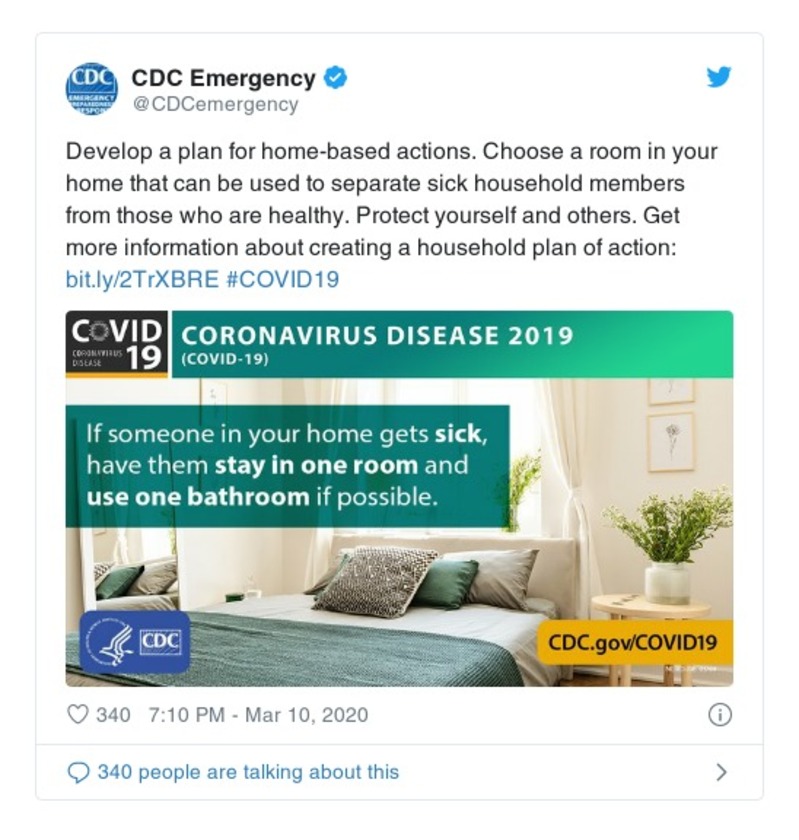 CDC Emergency
@CDCemergency
CDC
EMERGENCY
PREPAREDNESS
Develop a plan for home-based actions. Choose a room in your
home that can be used to separate sick household members
from those who are healthy. Protect yourself and others. Get
more information about creating a household plan of action:
bit.ly/2TrXBRE #COVID19
COVID
CORONAVIRUS
DISEASE
19
CORONAVIRUS DISEASE 2019
(COVID-19)
If someone in your home gets sick,
have them stay in one room and
use one bathroom if possible.
CDC
CDC.gov/COVID19
340 7:10 PM - Mar 10, 2020
340 people are talking about this